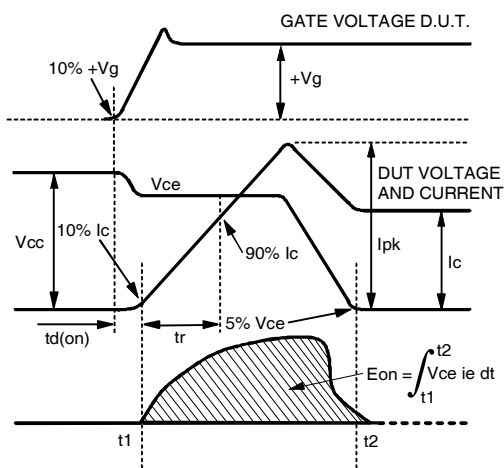 GATE VOLTAGE D.U.T.
10% +Vg
+Vg
Vce
DUT VOLTAGE
AND CURRENT
Vcc
10% Ic
90% Ic
Ipk
Ic
td(on)
tr
5% Vce
Eon = ∫ Vce ie dt
t2
t1
t1
t2